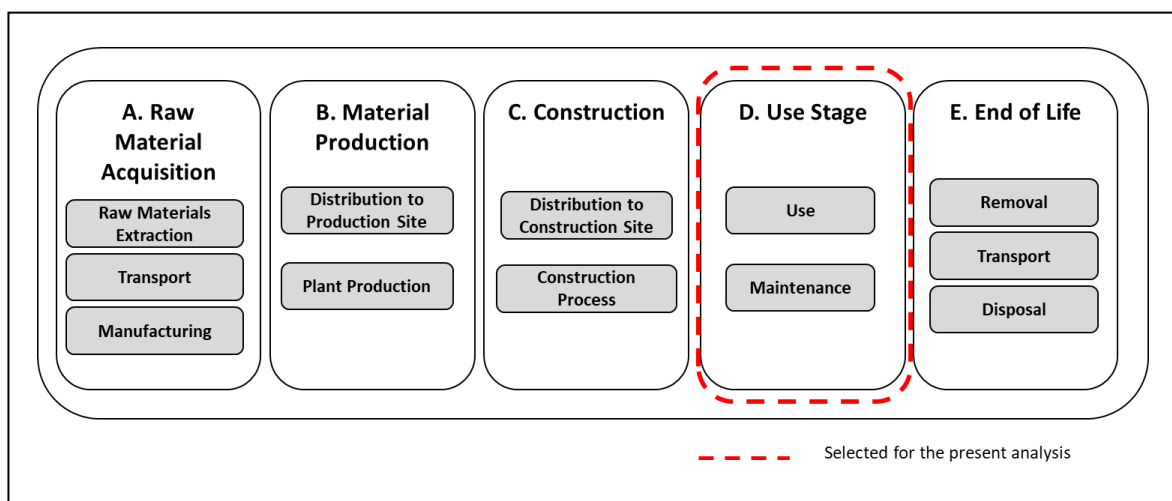 A. Raw
Material
Acquisition
Raw Materials
Extraction
Transport
Manufacturing
B. Material
Production
Distribution to
Production Site
Plant Production
C. Construction
Distribution to
Construction Site
Construction
Process
D. Use Stage
Use
Maintenance
E. End of Life
Removal
Transport
Disposal
Selected for the present analysis